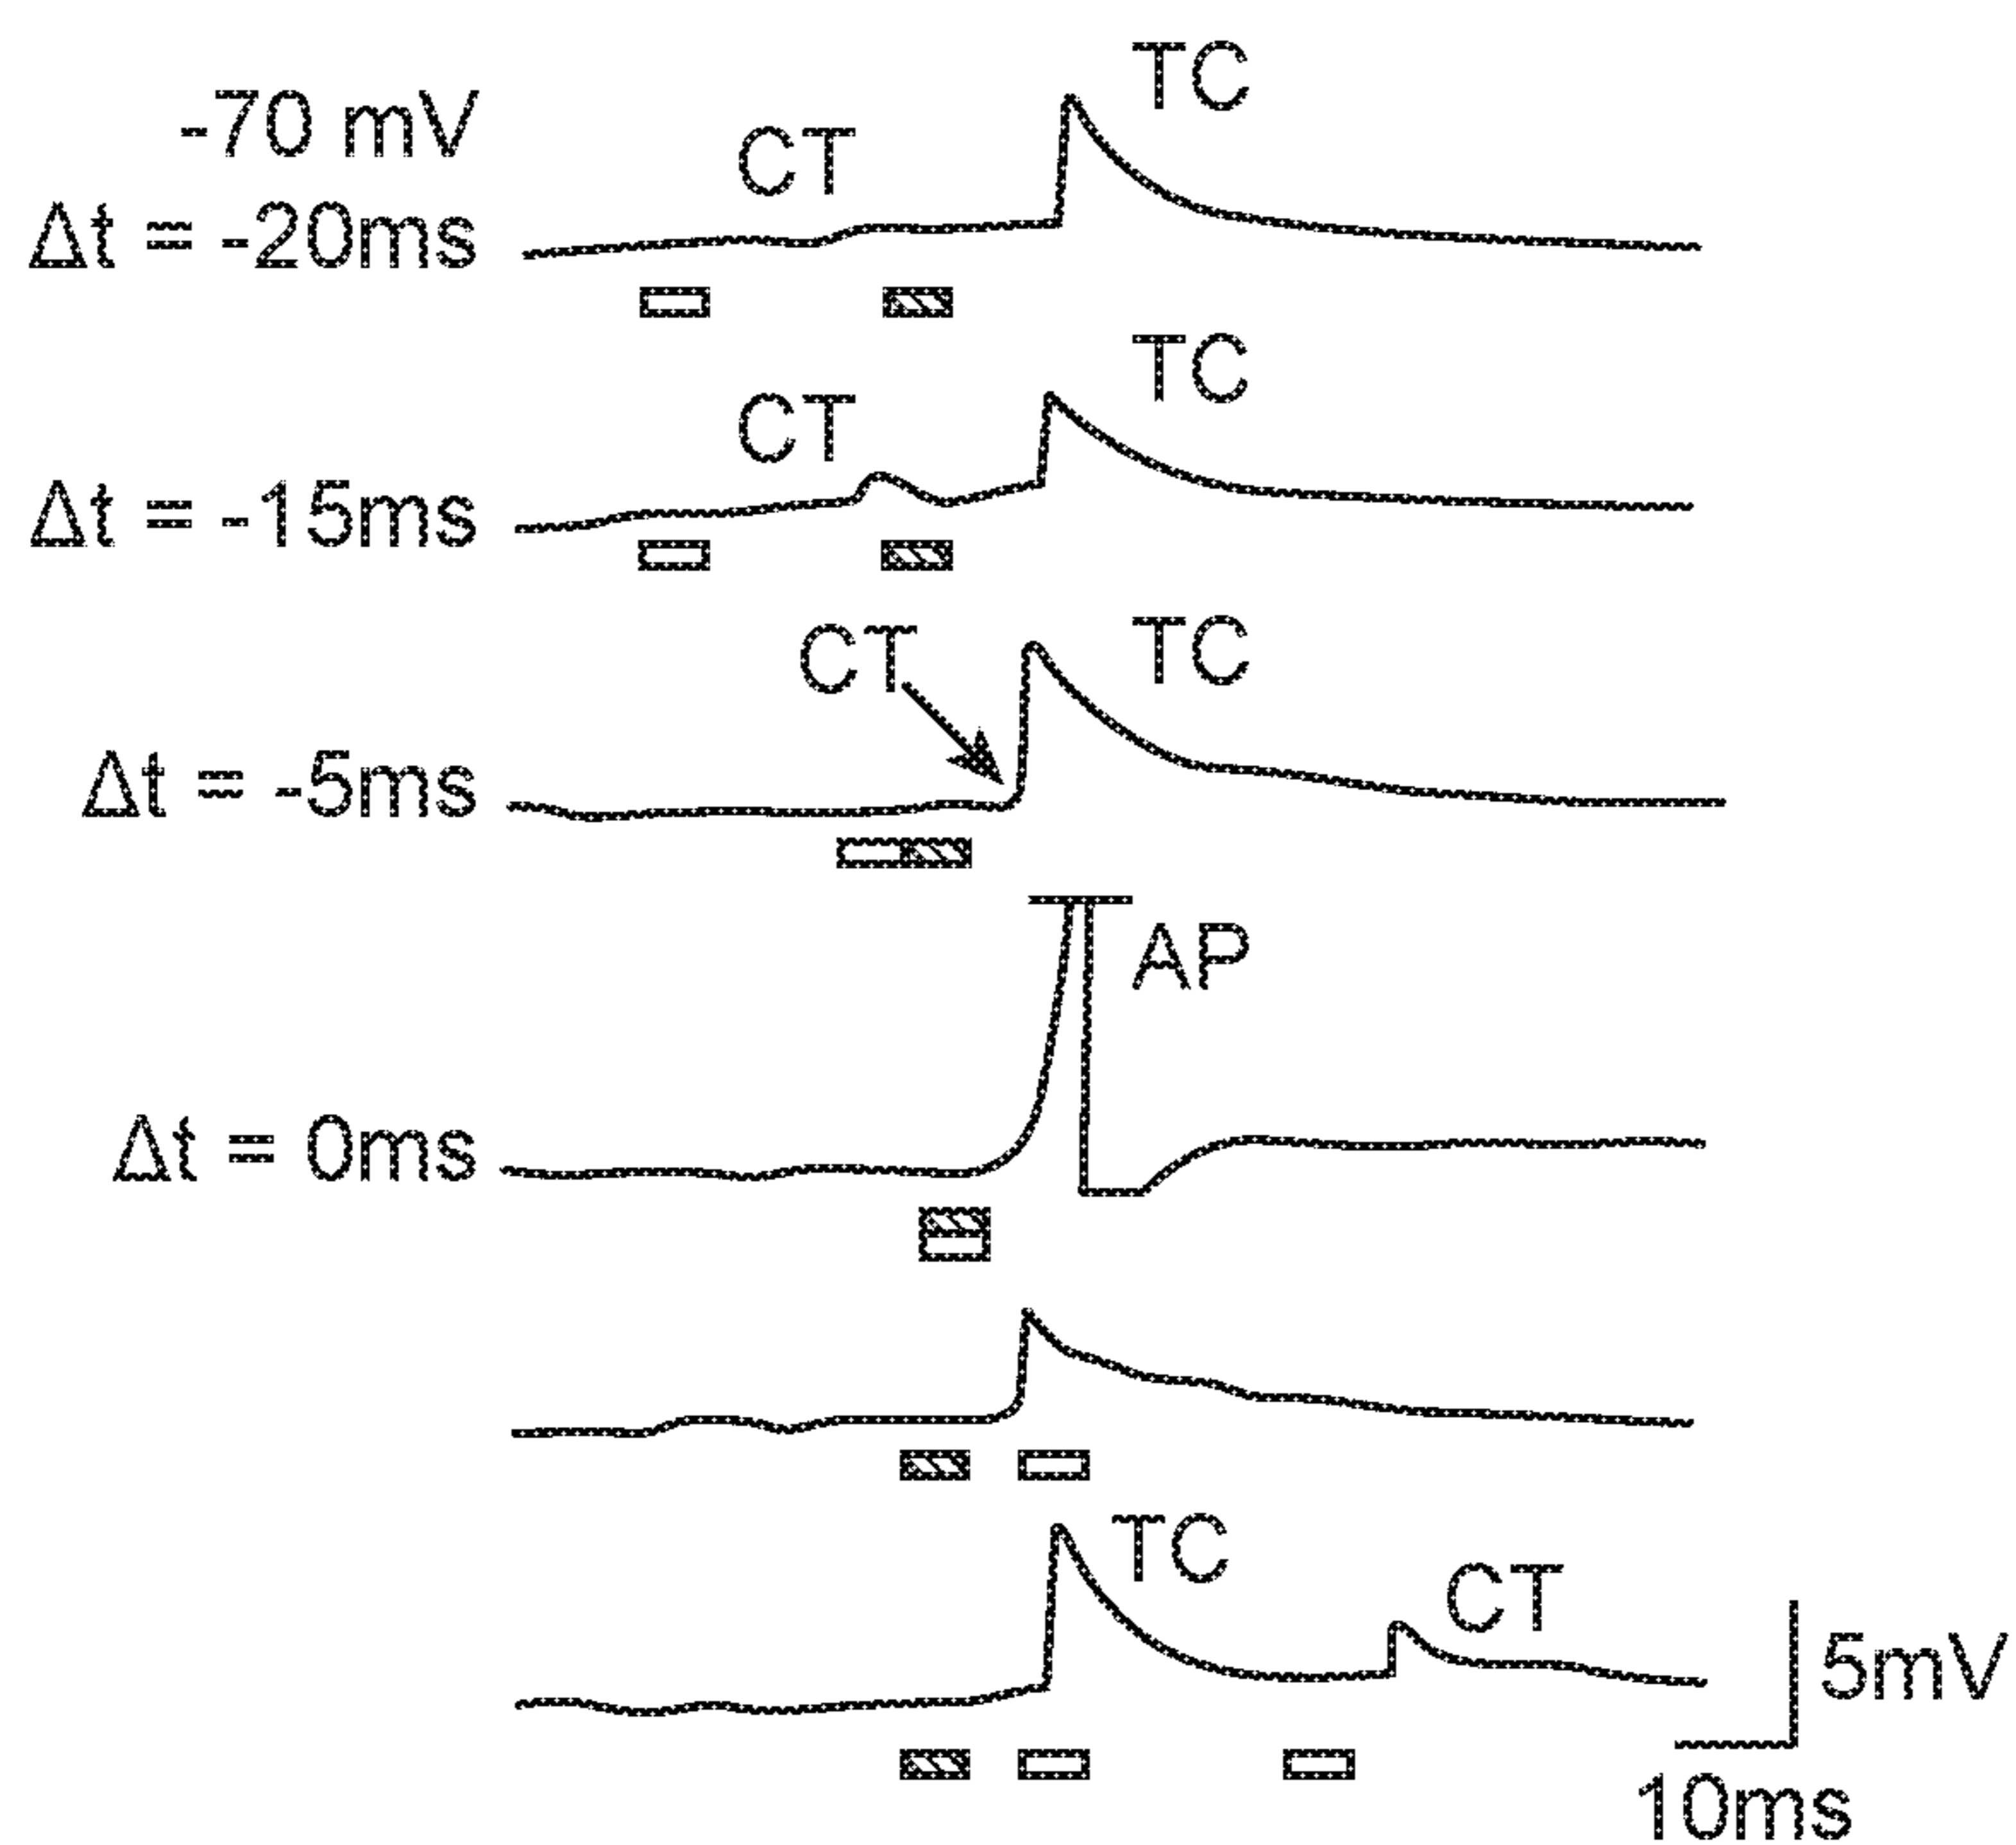 TC
-70 mV
CT
Δt = -20ms
TC
CT
Δt = -15ms
CT
TC
Δt = -5ms
AP
Δt = 0ms
TC
CT
5mV
10ms